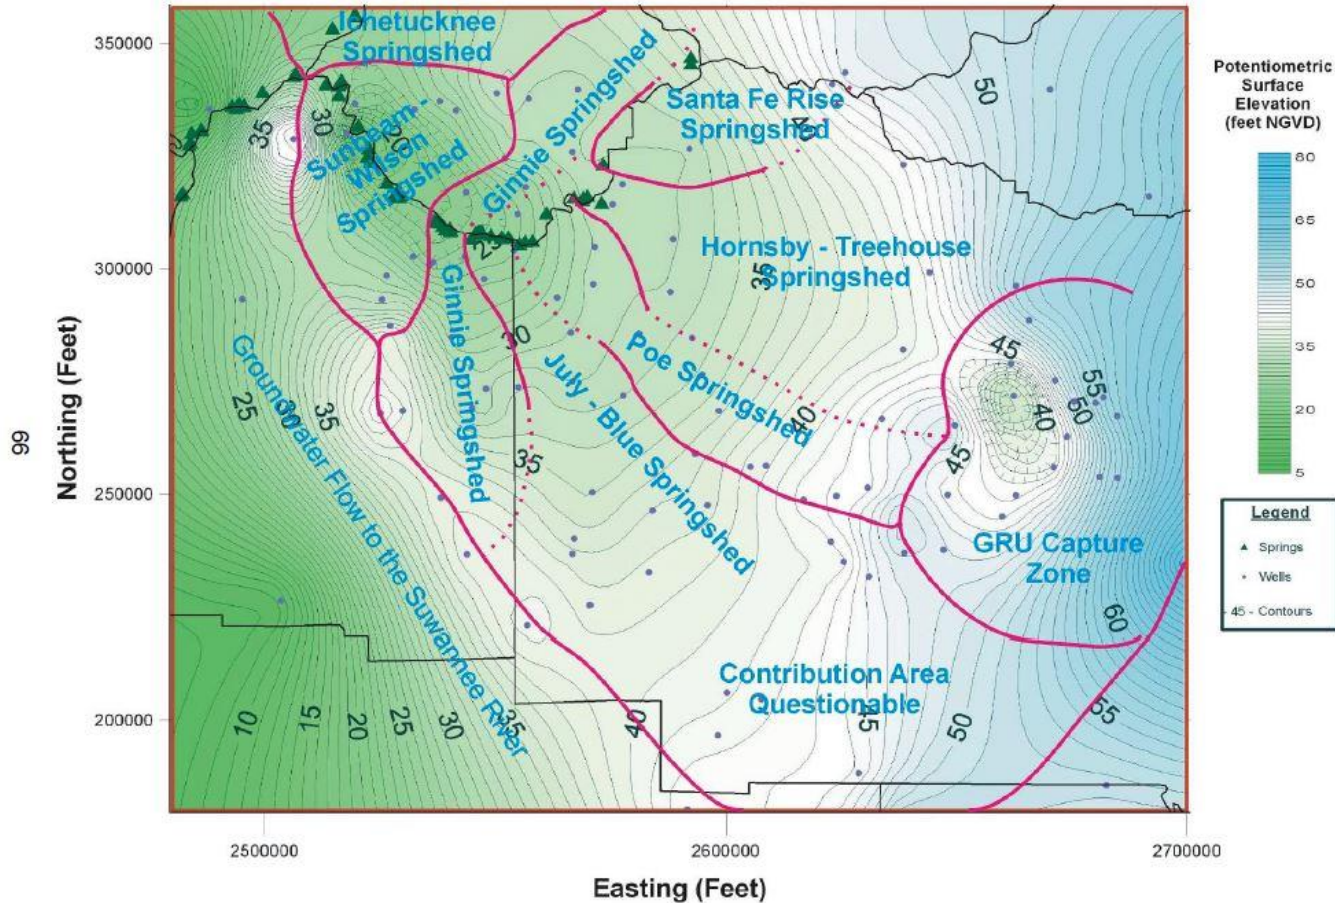 99
Northing (Feet)
350000
300000
250000
200000
2500000
2600000
2700000
Easting (Feet)
Ichetucknee
Springshed
Sunbeam -
Wilson
Springshed
Ginnie Springshed
Santa Fe Rise
Springshed
Hornsby - Treehouse
Springshed
Ginnie Springshed
July - Blue Springshed
Poe Springshed
GRU Capture
Zone
Groundwater Flow to the Suwannee River
Contribution Area
Questionable
50
40
35
30
20
25
35
30
45
55
50
40
40
45
25
30
35
35
60
10
15
20
25
30
35
40
45
50
55
Potentiometric
Surface
Elevation
(feet NGVD)
80
65
50
35
20
5
Legend
Springs
Wells
- 45 - Contours